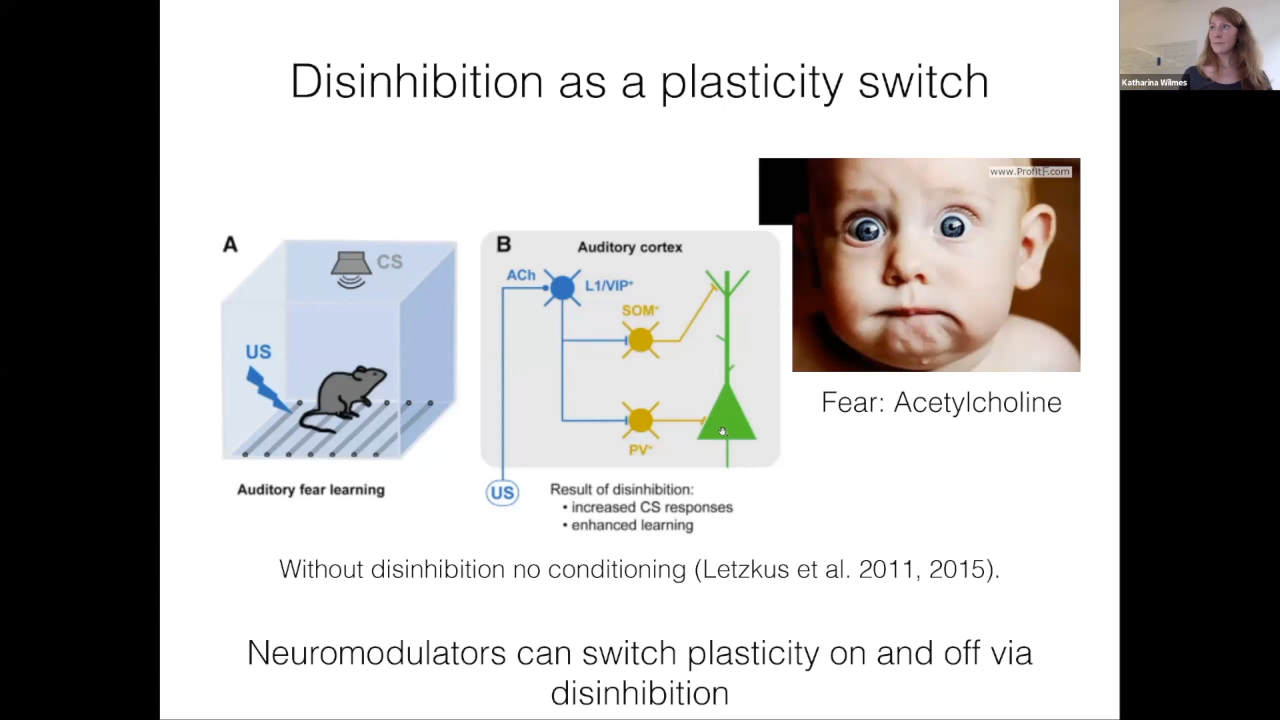 Disinhibition as a plasticity switch
Katharina Wilmes
www.Profit
.com
A
CS
US
Auditory fear learning
B
Auditory cortex
ACh
L1/VIP⁺
SOM⁺
PV⁺
US
Result of disinhibition:
• increased CS responses
• enhanced learning
Fear: Acetylcholine
Without disinhibition no conditioning (Letzkus et al. 2011, 2015).
Neuromodulators can switch plasticity on and off via
disinhibition